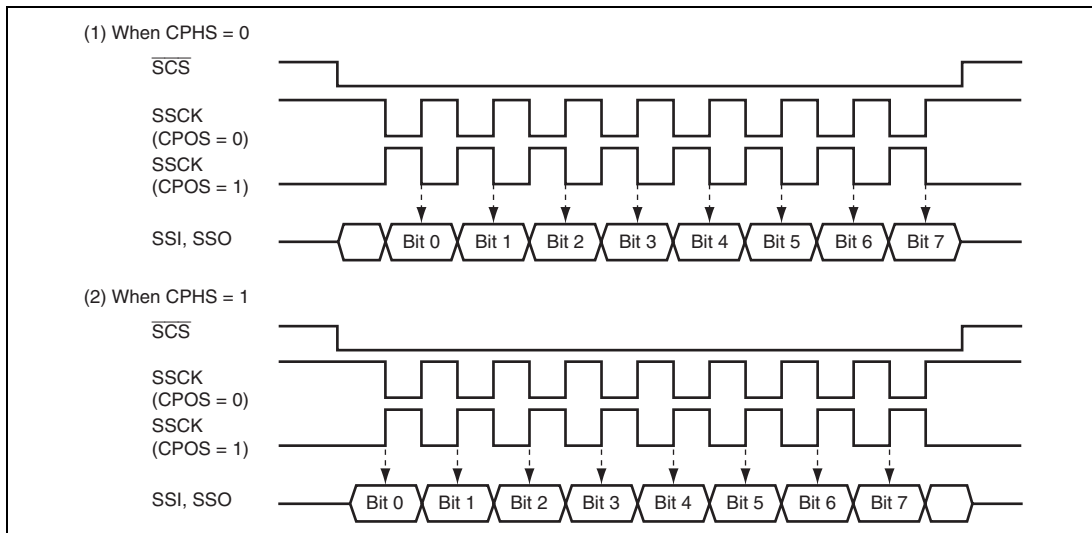 (1) When CPHS = 0
SCS
SSCK
(CPOS = 0)
SSCK
(CPOS = 1)
SSI, SSO
Bit 0 Bit 1 Bit 2 Bit 3 Bit 4 Bit 5 Bit 6 Bit 7
(2) When CPHS = 1
SCS
SSCK
(CPOS = 0)
SSCK
(CPOS = 1)
SSI, SSO
Bit 0 Bit 1 Bit 2 Bit 3 Bit 4 Bit 5 Bit 6 Bit 7